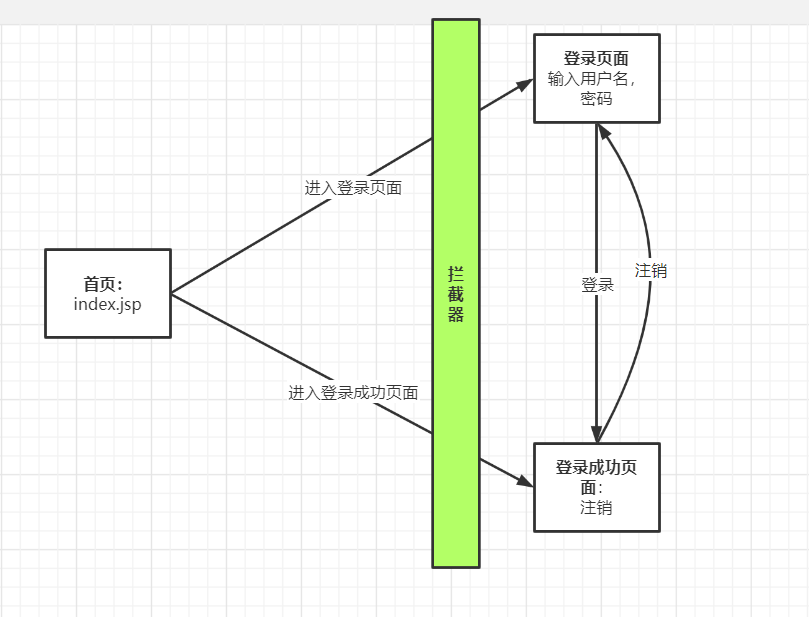 登录页面
输入用户名，
密码
进入登录页面
首页：
index.jsp
拦
截
器
注销
登录
进入登录成功页面
登录成功页
面：
注销